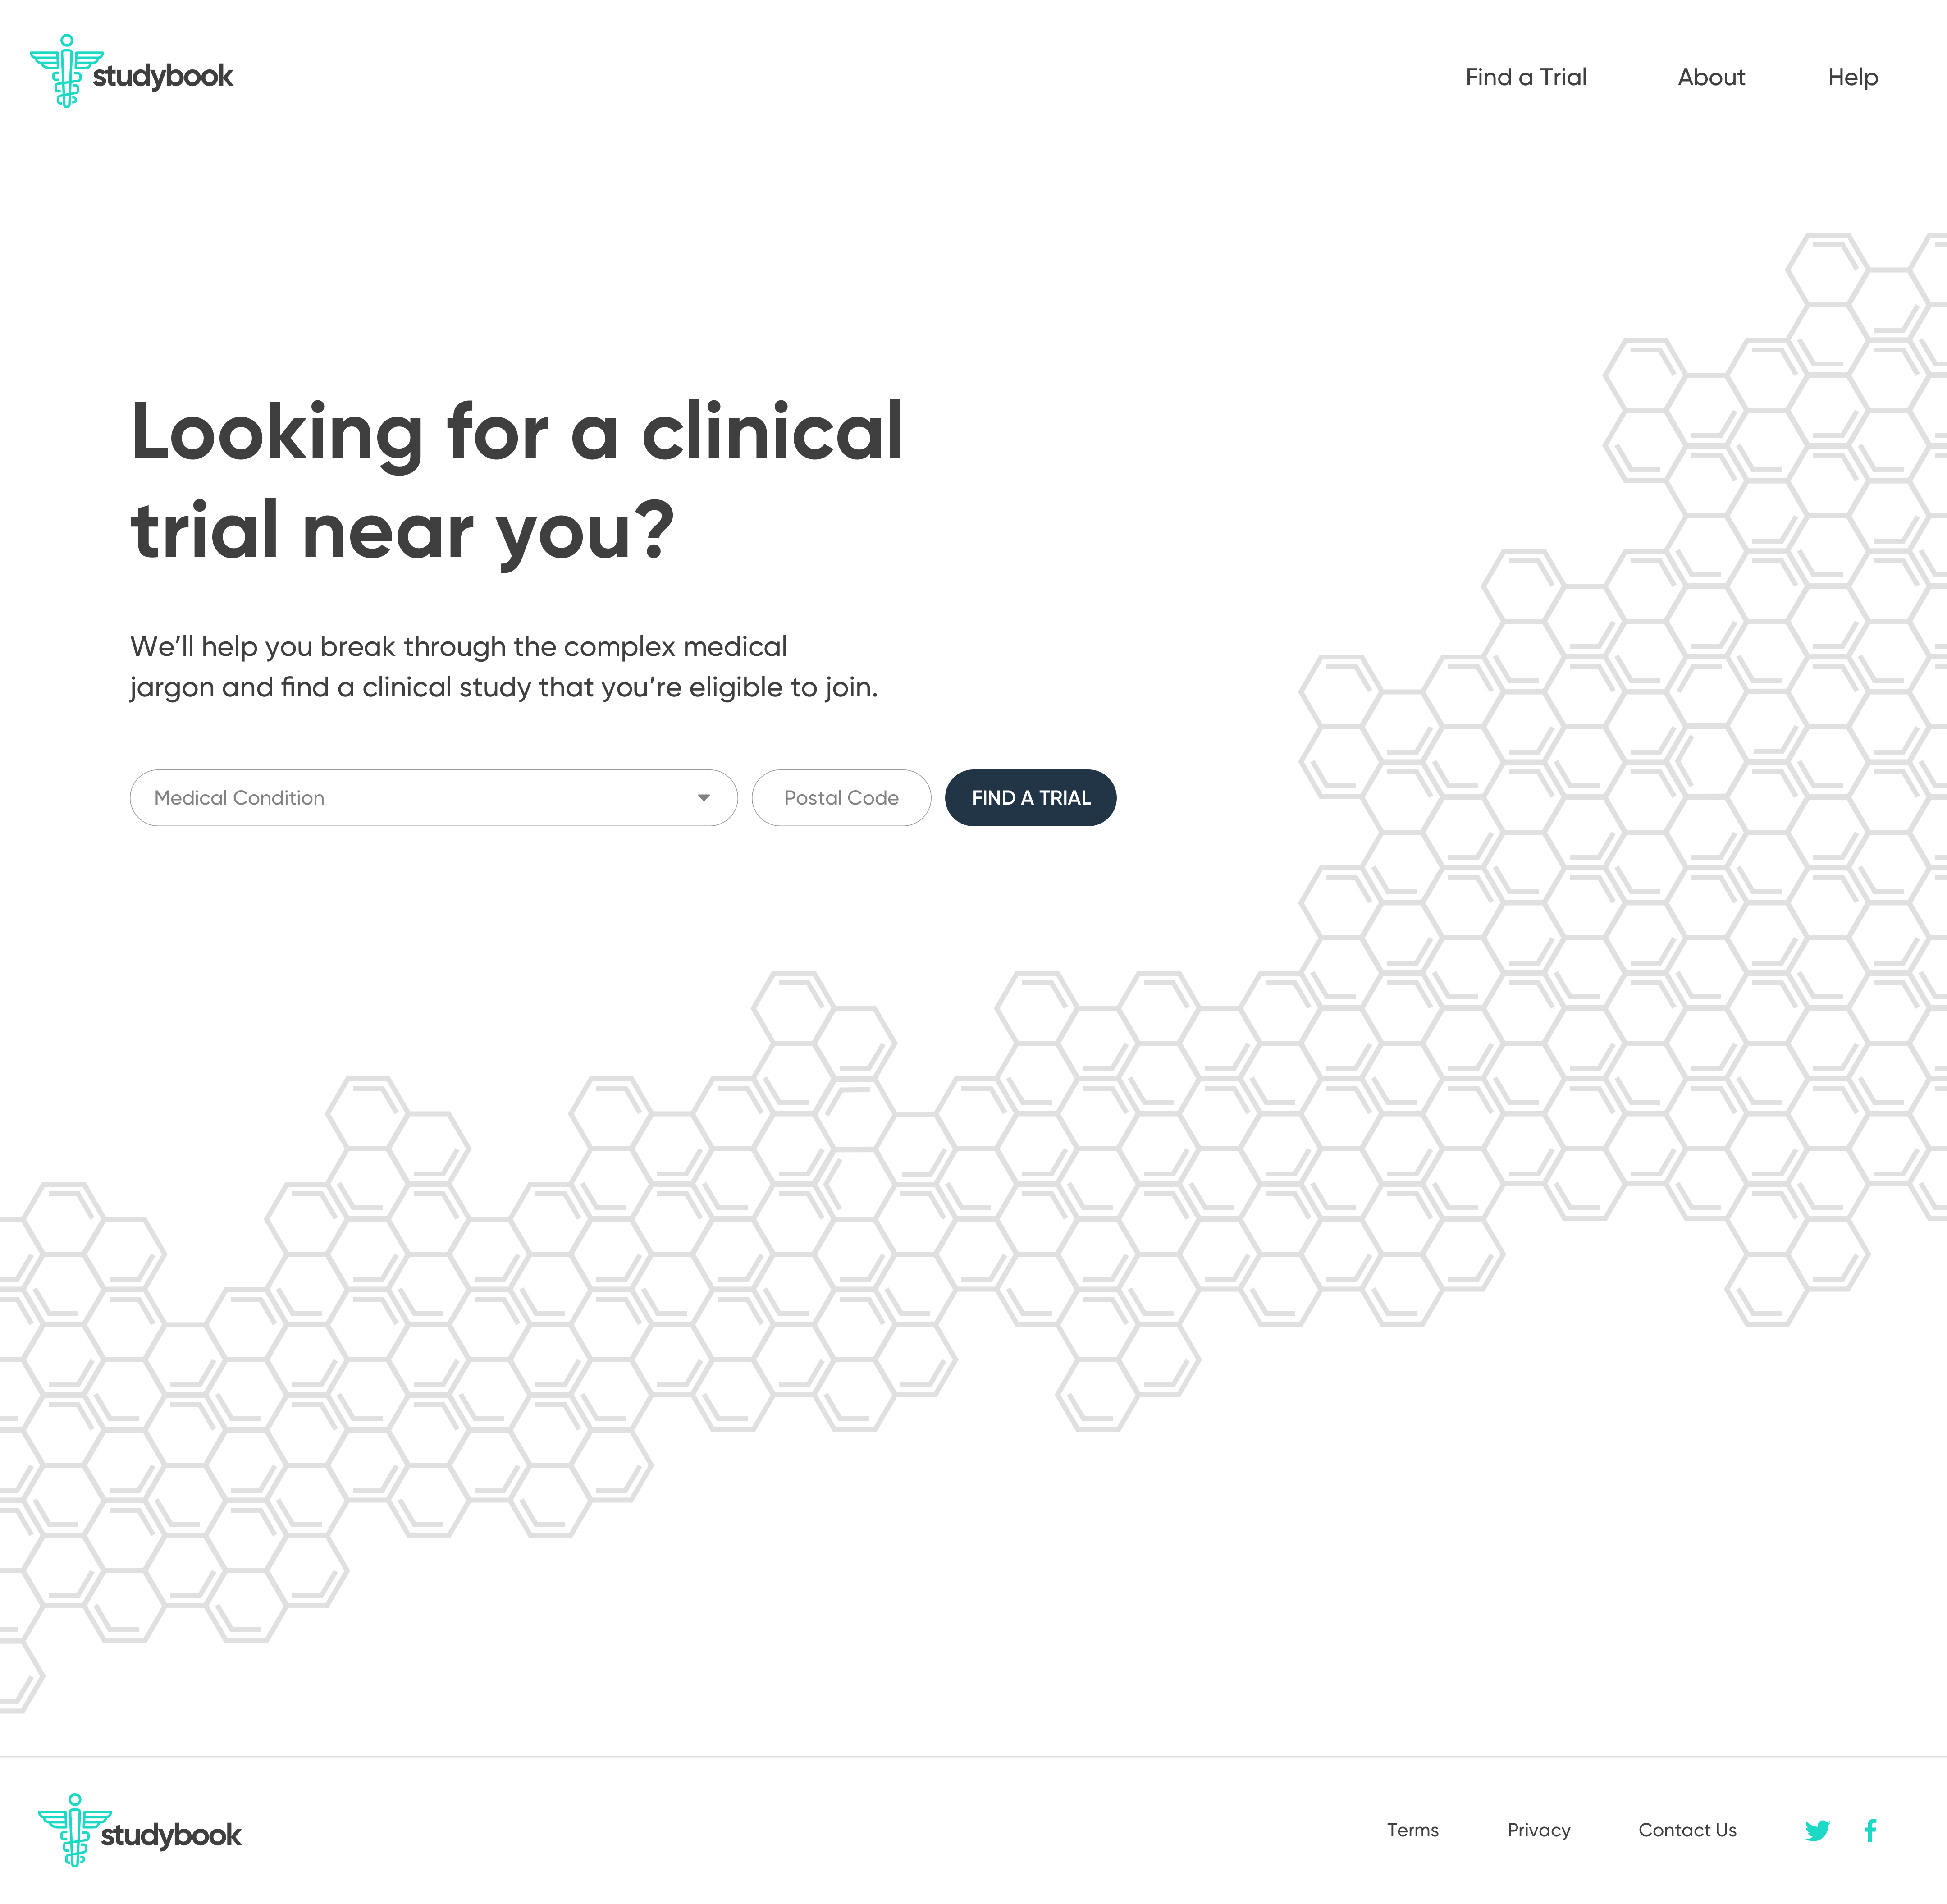 studybook
Find a Trial
About
Help
Looking for a clinical
trial near you?
We’ll help you break through the complex medical
jargon and find a clinical study that you’re eligible to join.
Medical Condition
Postal Code
FIND A TRIAL
studybook
Terms
Privacy
Contact Us